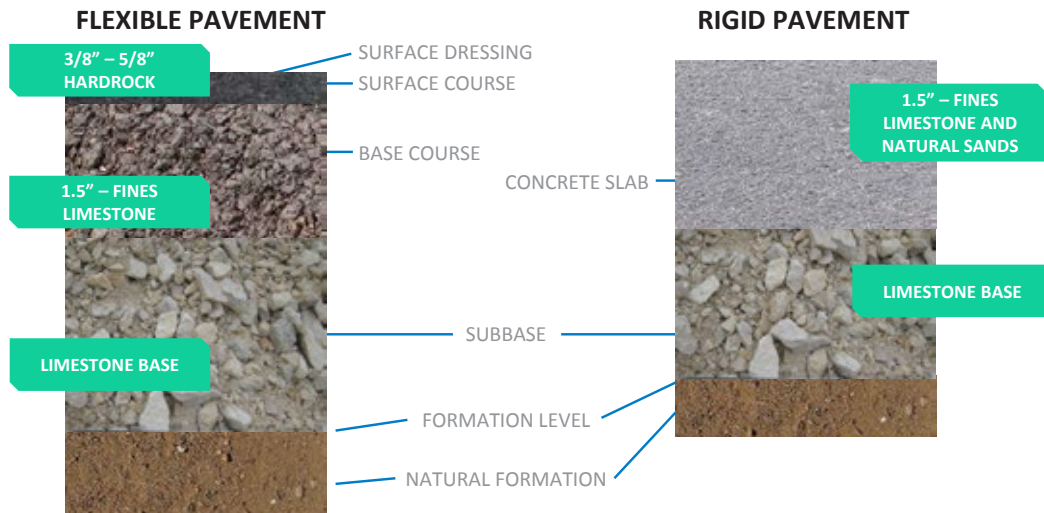 FLEXIBLE PAVEMENT
RIGID PAVEMENT
3/8” – 5/8”
HARDROCK
SURFACE DRESSING
SURFACE COURSE
BASE COURSE
1.5” – FINES
LIMESTONE AND
NATURAL SANDS
CONCRETE SLAB
1.5” – FINES
LIMESTONE
LIMESTONE BASE
SUBBASE
LIMESTONE BASE
FORMATION LEVEL
NATURAL FORMATION